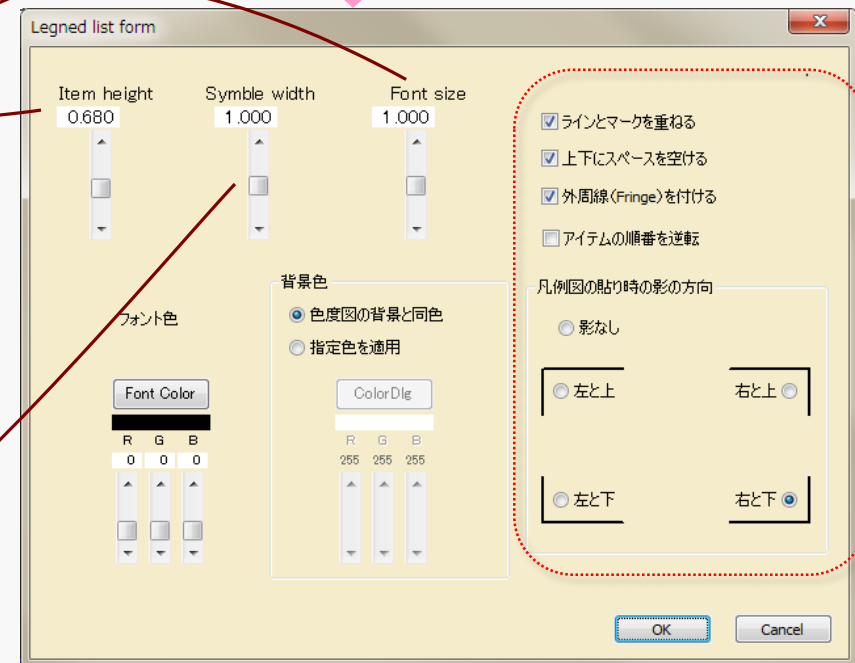 Legned list form
Item height
Symble width
Font size
0.680
1.000
1.000
ラインとマークを重ねる
上下にスペースを空ける
外周線(Fringe)を付ける
アイテムの順番を逆転
フォント色
Font Color
R G B
0 0 0
背景色
色度図の背景と同色
指定色を適用
ColorDlg
R G B
255 255 255
凡例図の貼り時の影の方向
影なし
左と上
右と上
左と下
右と下
OK
Cancel